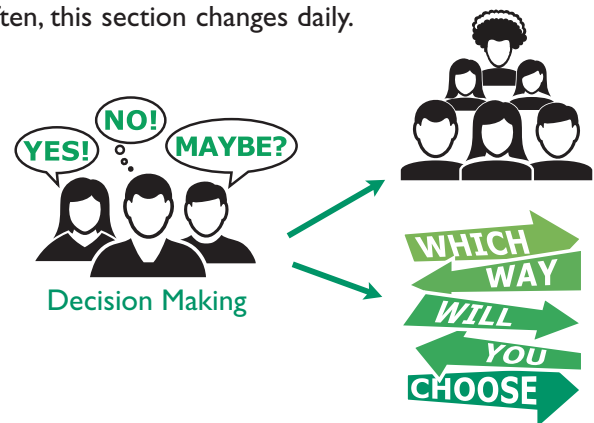 ten, this section changes daily.
NO!
YES!
MAYBE?
Decision Making
WHICH
WAY
WILL
YOU
CHOOSE